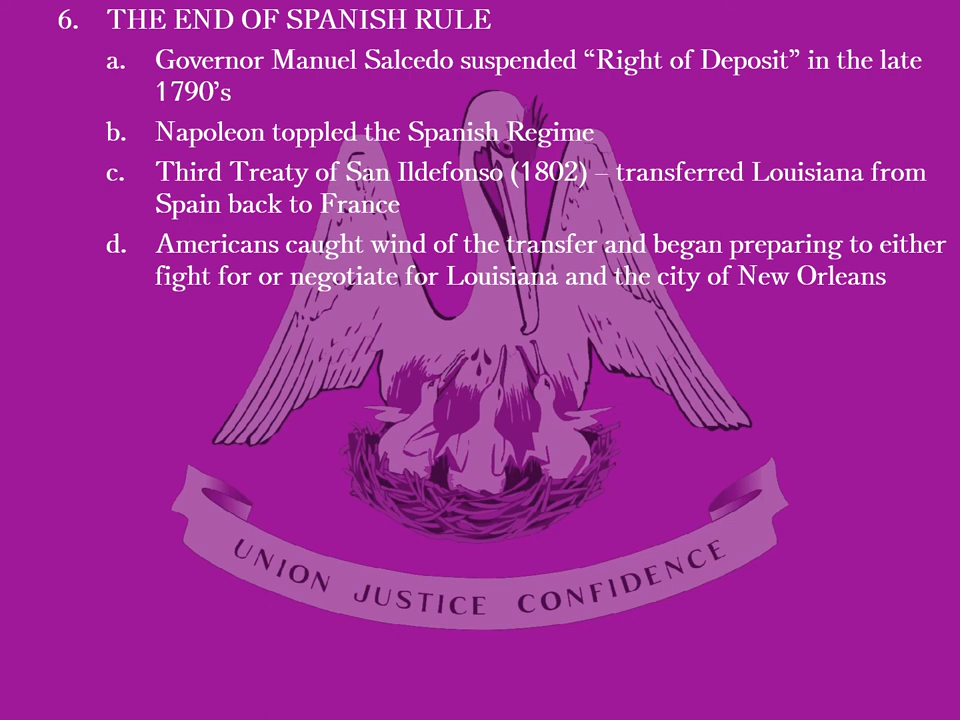 6. THE END OF SPANISH RULE
a. Governor Manuel Salcedo suspended “Right of Deposit” in the late
1790’s
b. Napoleon toppled the Spanish Regime
c. Third Treaty of San Ildefonso (1802) – transferred Louisiana from
Spain back to France
d. Americans caught wind of the transfer and began preparing to either
fight for or negotiate for Louisiana and the city of New Orleans
UNION JUSTICE CONFIDENCE